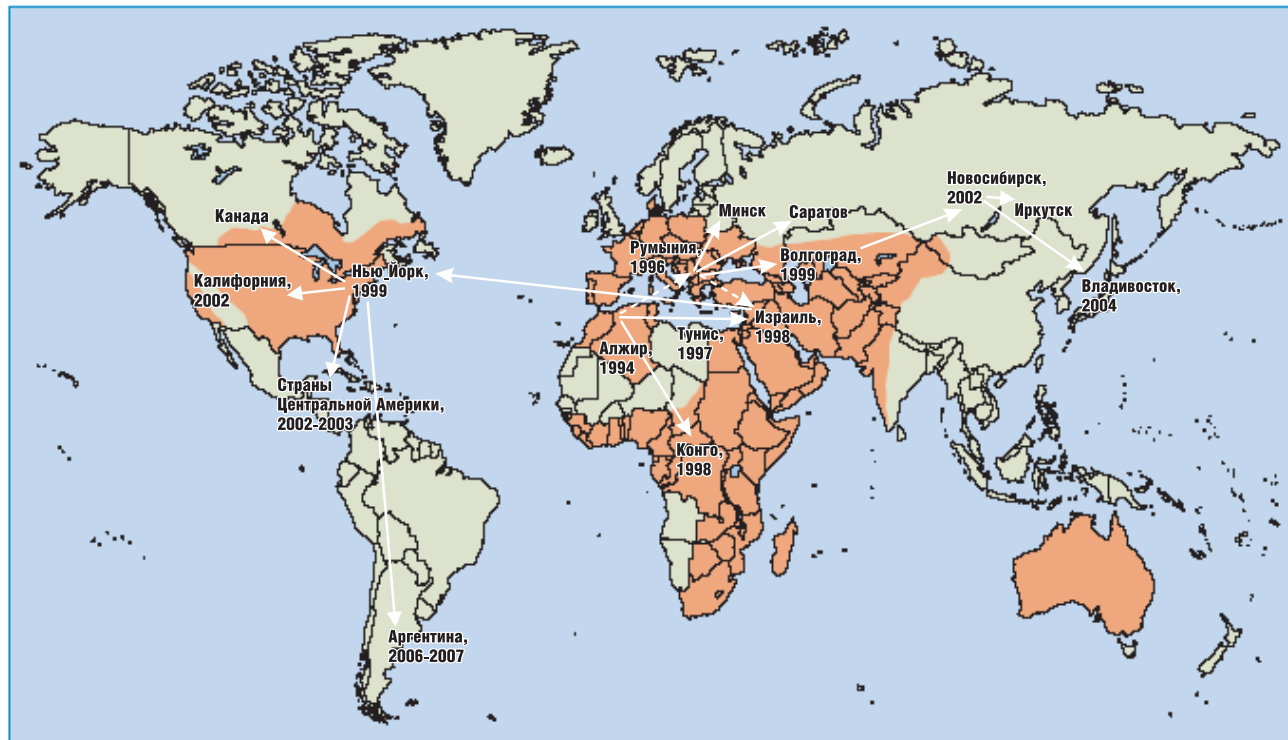 Канада
Калифорния,
2002
Нью_Йорк,
1999
Страны
Центральной Америки,
2002-2003
Аргентина,
2006-2007
Румыния,
1996
Минск
Саратов
Волгоград,
1999
Новосибирск,
2002
Иркутск
Владивосток,
2004
Израиль,
1998
Тунис,
1997
Алжир,
1994
Конго,
1998